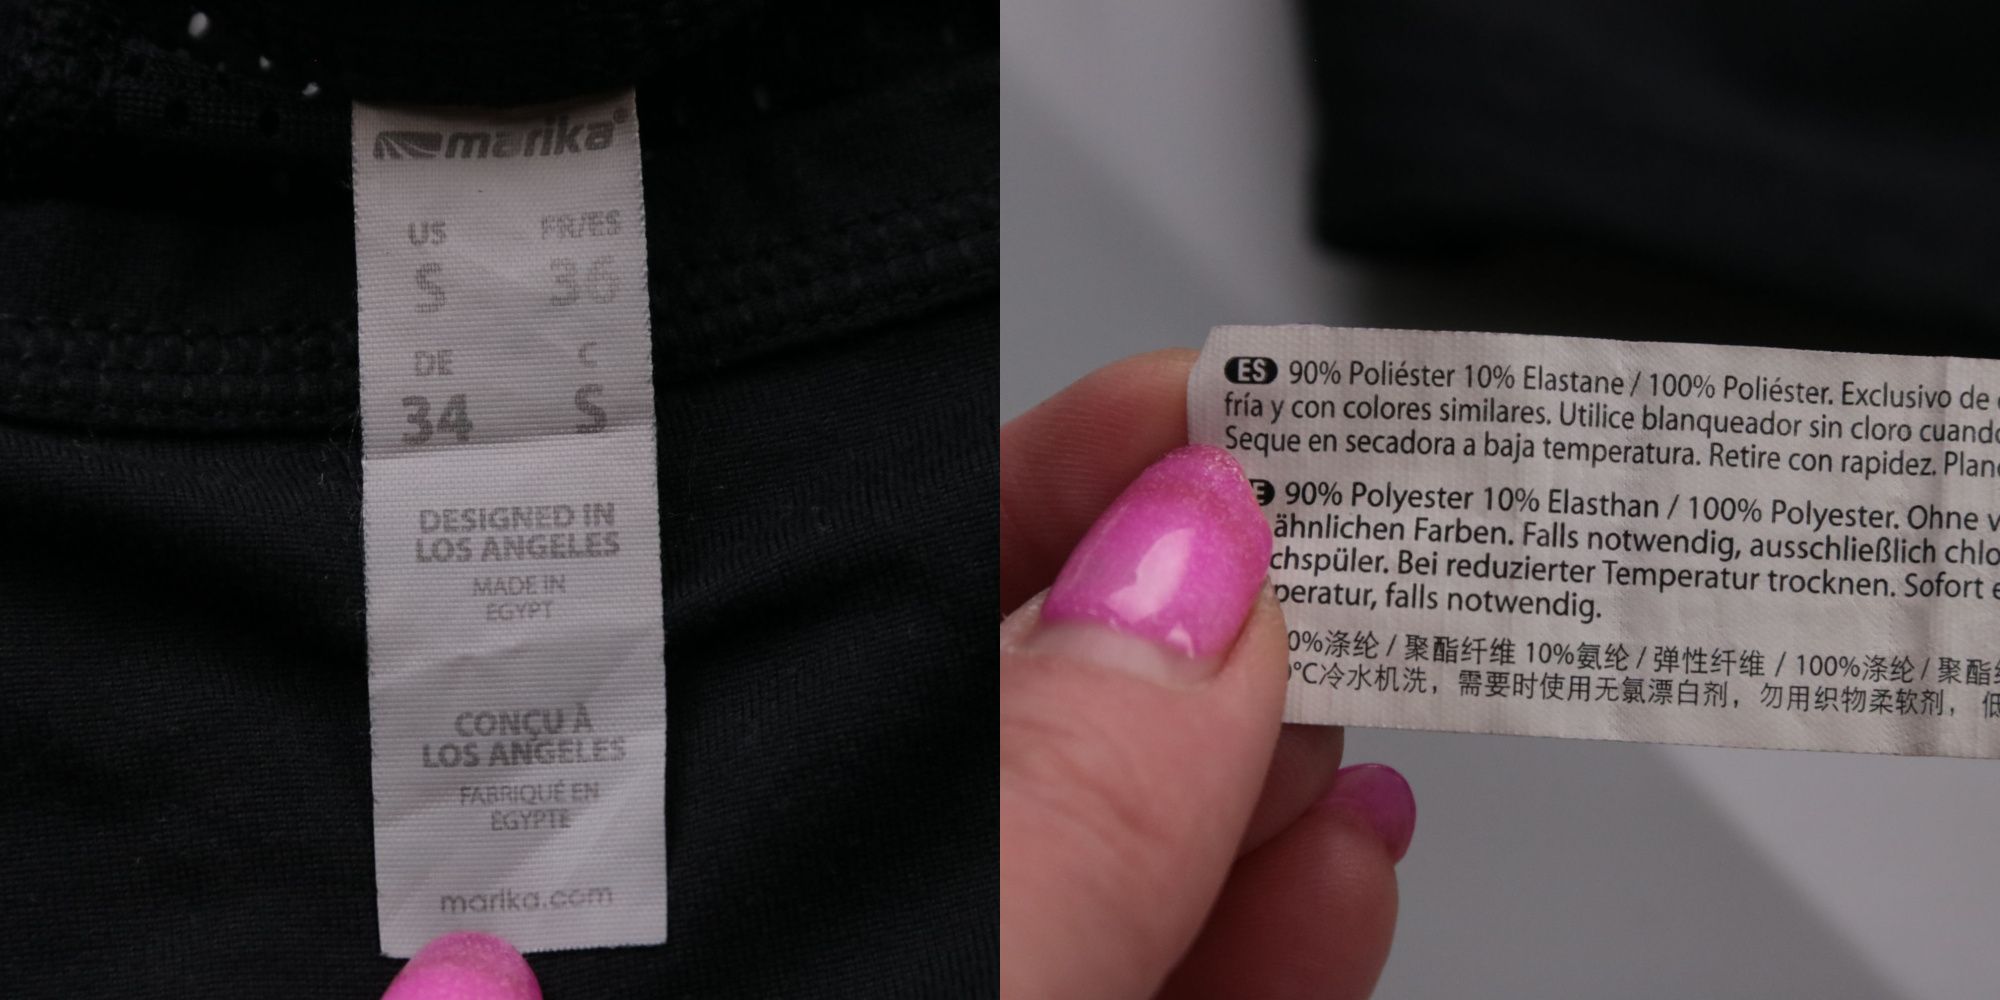 marika®
US FR/ES
S 36
DE C
34 S
DESIGNED IN
LOS ANGELES
MADE IN
EGYPT
CONÇU À
LOS ANGELES
FABRIQUÉ EN
EGYPTE
marika.com
ES 90% Poliéster 10% Elastane / 100% Poliéster. Exclusivo de
fría y con colores similares. Utilice blanqueador sin cloro cuando
Seque en secadora a baja temperatura. Retire con rapidez.
90% Polyester 10% Elasthan / 100% Polyester. Ohne
ähnlichen Farben. Falls notwendig, ausschließlich
chspüler. Bei reduzierter Temperatur trocknen. Sofort
peratur, falls notwendig.
0%涤纶 / 聚酯纤维 10%氨纶 / 弹性纤维 / 100%涤纶 / 聚酯
℃冷水机洗，需要时使用无氯漂白剂，勿用织物柔软剂，低